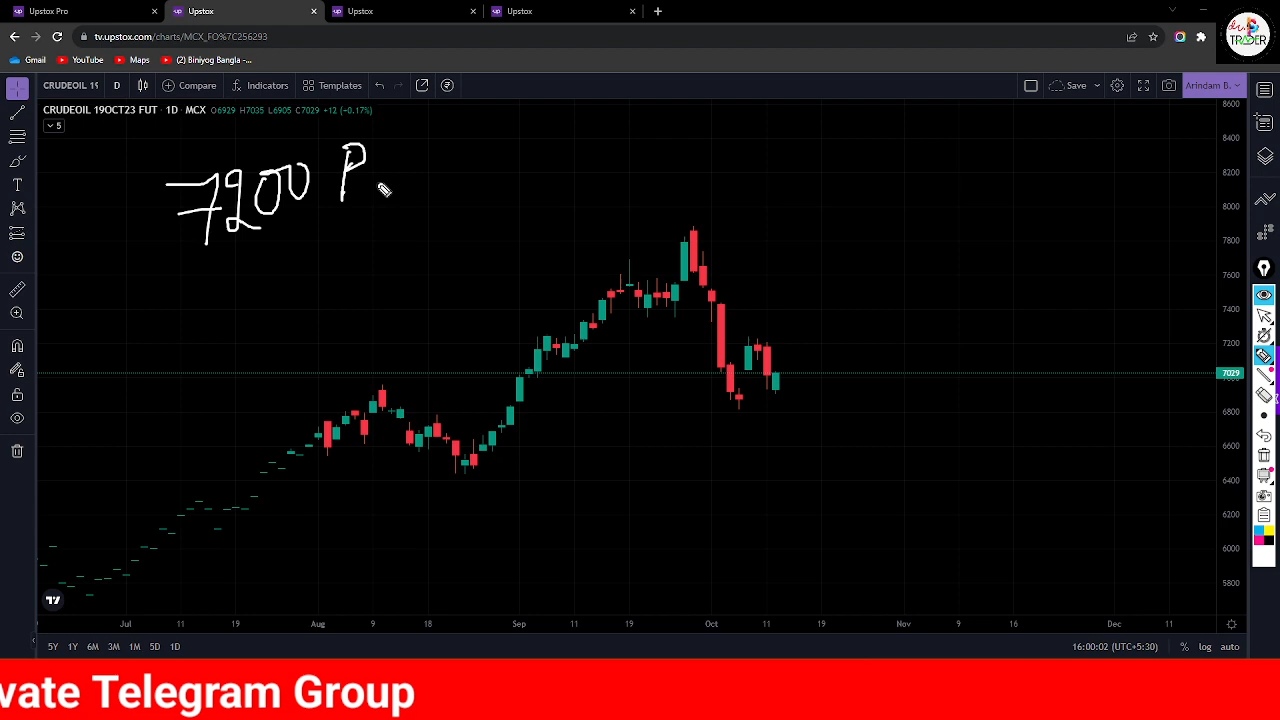 Upstox Pro
Upstox
Upstox
Upstox
tv.upstox.com/charts/MCX_FO%7C256293
Gmail
YouTube
Maps
(2) Biniyog Bangla -...
TRADER
CRUDEOIL 19
D
Compare
Indicators
Templates
Save
Arindam B.
CRUDEOIL 19OCT23 FUT · 1D · MCX O6929 H7035 L6905 C7029 +12 (+0.17%)
5
7200 P
8600
8400
8200
8000
7800
7600
7400
7200
7029
6800
6600
6400
6200
6000
5800
Jul 11 19 Aug 9 18 Sep 11 19 Oct 11 19 Nov 9 16 Dec 11
5Y 1Y 6M 3M 1M 5D 1D
16:00:02 (UTC+5:30) % log auto
vate Telegram Group